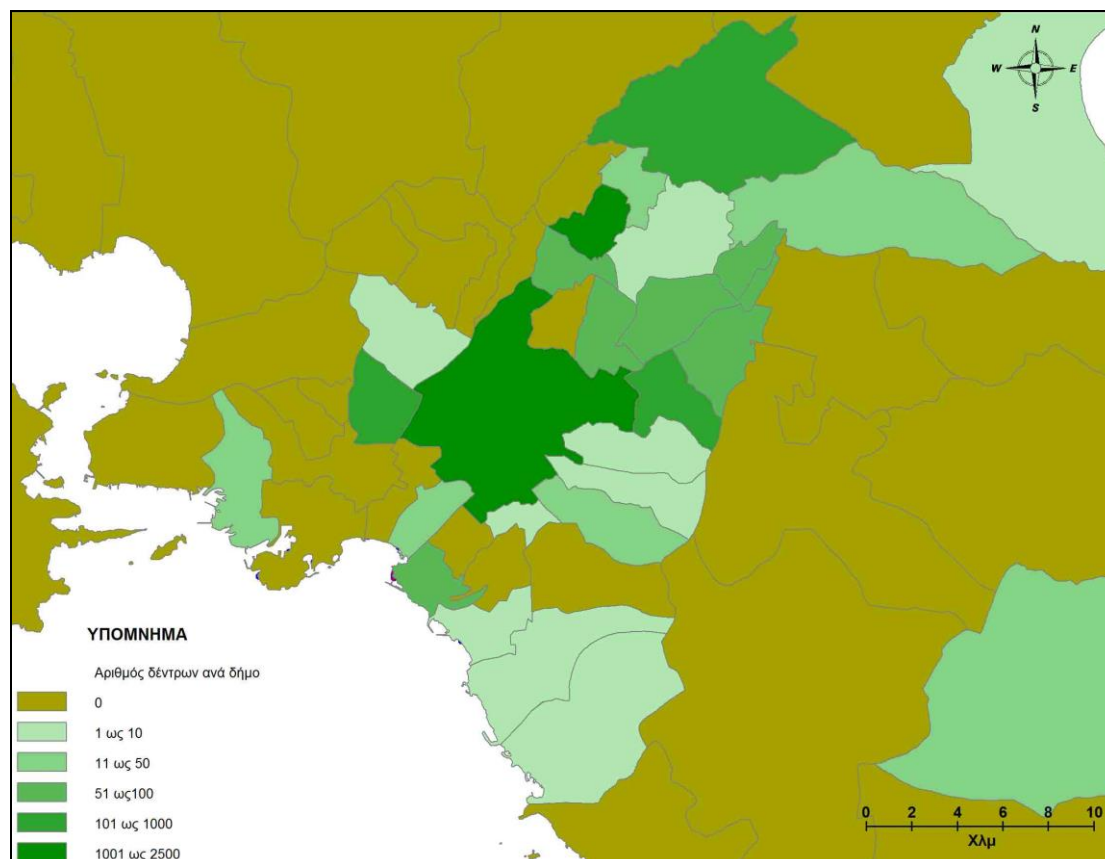 N
W E
S
ΥΠΟΜΝΗΜΑ
Αριθμός δέντρων ανά δήμο
0
1 ως 10
11 ως 50
51 ως100
101 ως 1000
1001 ως 2500
0 2 4 6 8 10
Χλμ